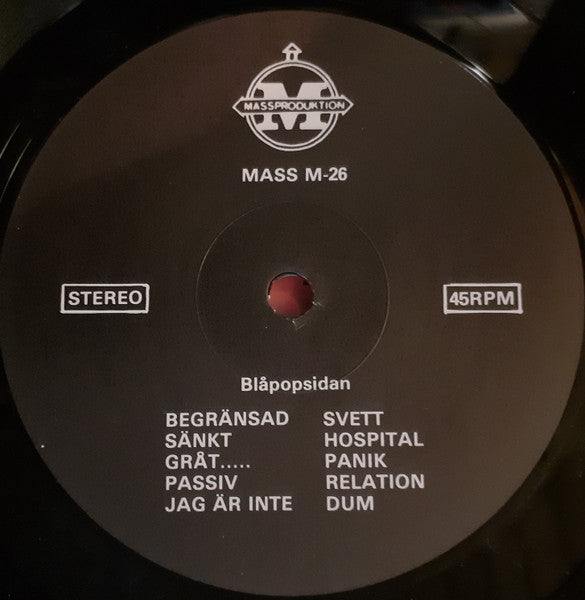 MASSPRODUKTION
M
MASS M-26
STEREO
45RPM
Blåpopsidan
BEGRÄNSAD SVETT
SÄNKT HOSPITAL
GRÅT..... PANIK
PASSIV RELATION
JAG ÄR INTE DUM